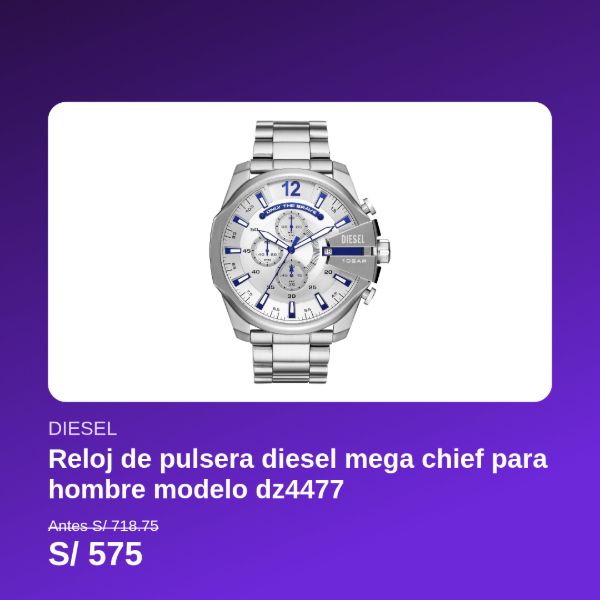 12
ONLY THE BRAVE
DIESEL
10BAR
DIESEL
Reloj de pulsera diesel mega chief para
hombre modelo dz4477
Antes S/ 718.75
S/ 575